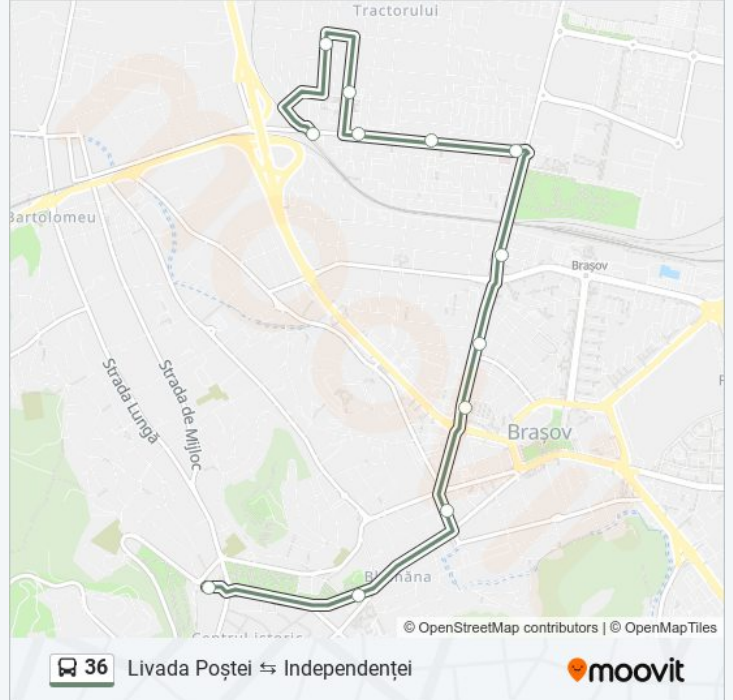 Tractorului
Bartolomeu
Brașov
Strada Lungă
Strada de Mijloc
Brașov
Blumăna
Centrul istoric
© OpenStreetMap contributors | © OpenMapTiles
36 Livada Poștei ⇆ Independenței
moovit